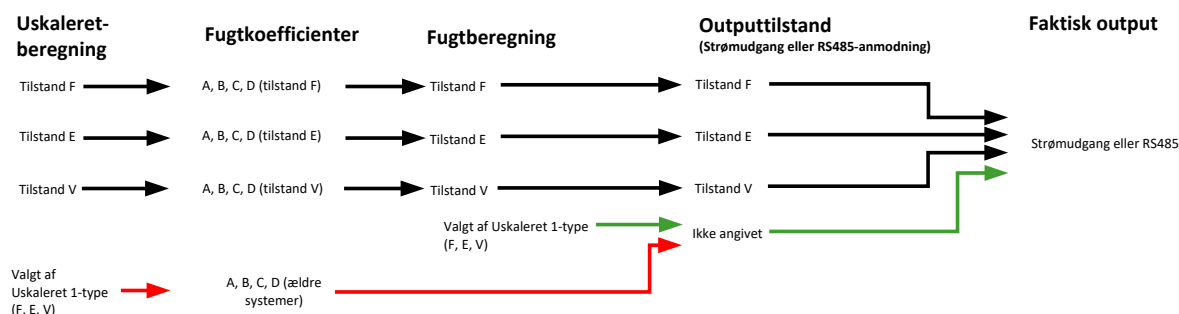 Uskaleret-
beregning
Fugtkoefficienter
Fugtberegning
Outputtilstand
(Strømudgang eller RS485-anmodning)
Faktisk output
Tilstand F
A, B, C, D (tilstand F)
Tilstand F
Tilstand F
Tilstand E
A, B, C, D (tilstand E)
Tilstand E
Tilstand E
Strømudgang eller RS485
Tilstand V
A, B, C, D (tilstand V)
Tilstand V
Tilstand V
Valgt af Uskaleret 1-type
(F, E, V)
Ikke angivet
Valgt af
Uskaleret 1-type
(F, E, V)
A, B, C, D (ældre
systemer)